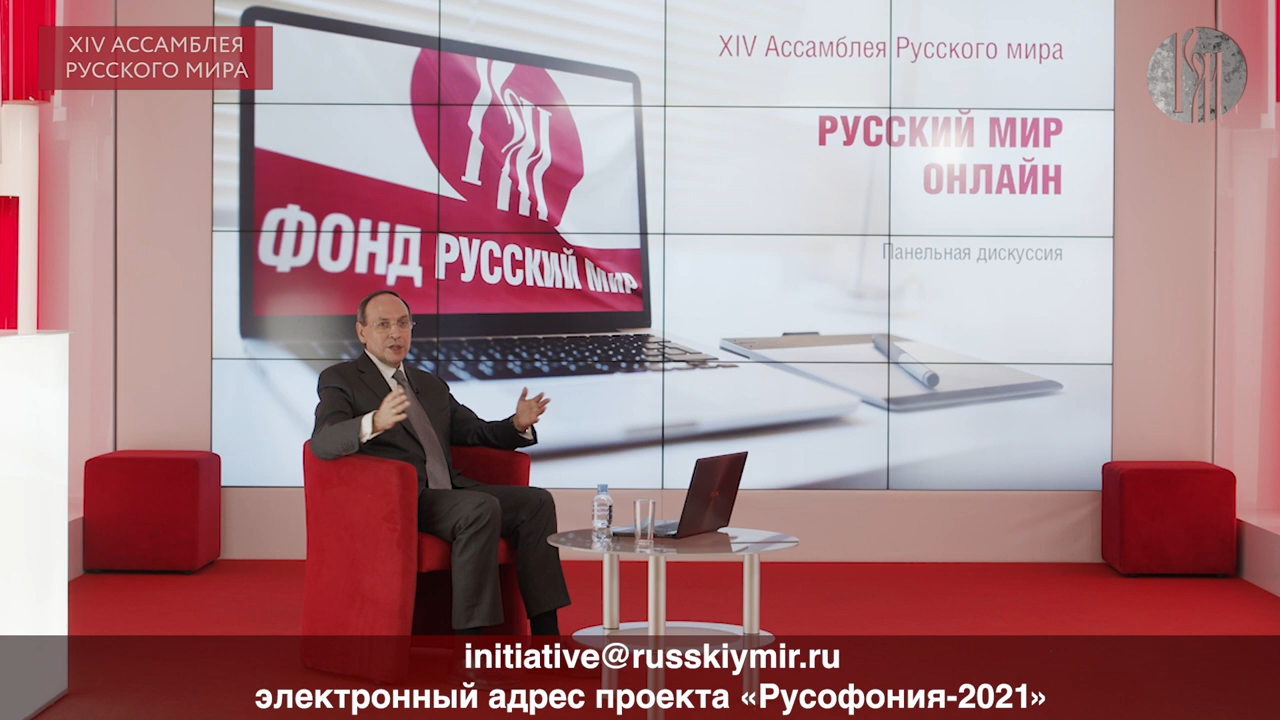 XIV АССАМБЛЕЯ
РУССКОГО МИРА
XIV Ассамблея Русского мира
РУССКИЙ МИР
ОНЛАЙН
Панельная дискуссия
ФОНД РУССКИЙ МИР
initiative@russkiymir.ru
электронный адрес проекта «Русофония-2021»